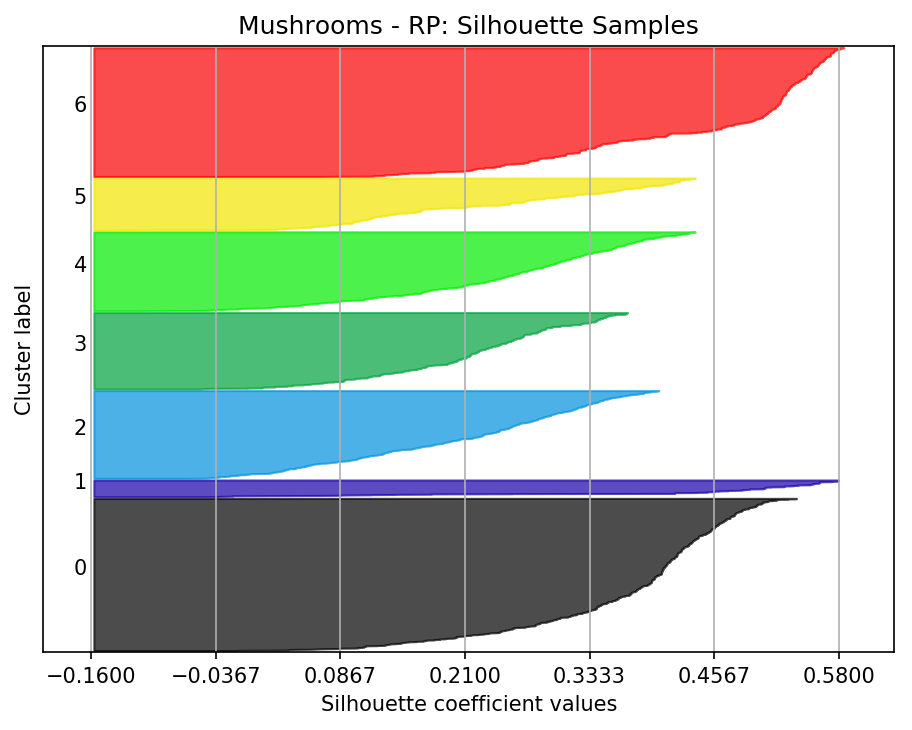 Mushrooms - RP: Silhouette Samples
6
5
4
3
2
1
0
Cluster label
−0.1600 −0.0367 0.0867 0.2100 0.3333 0.4567 0.5800
Silhouette coefficient values